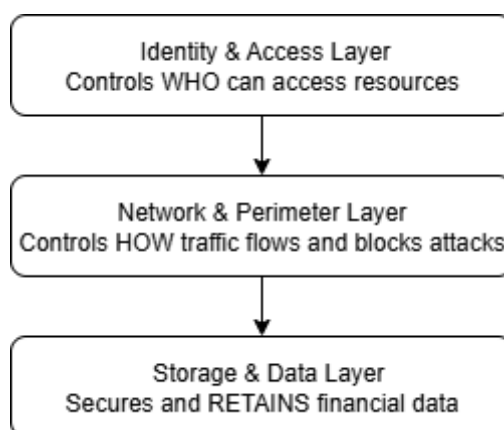 Identity & Access Layer
Controls WHO can access resources
Network & Perimeter Layer
Controls HOW traffic flows and blocks attacks
Storage & Data Layer
Secures and RETAINS financial data